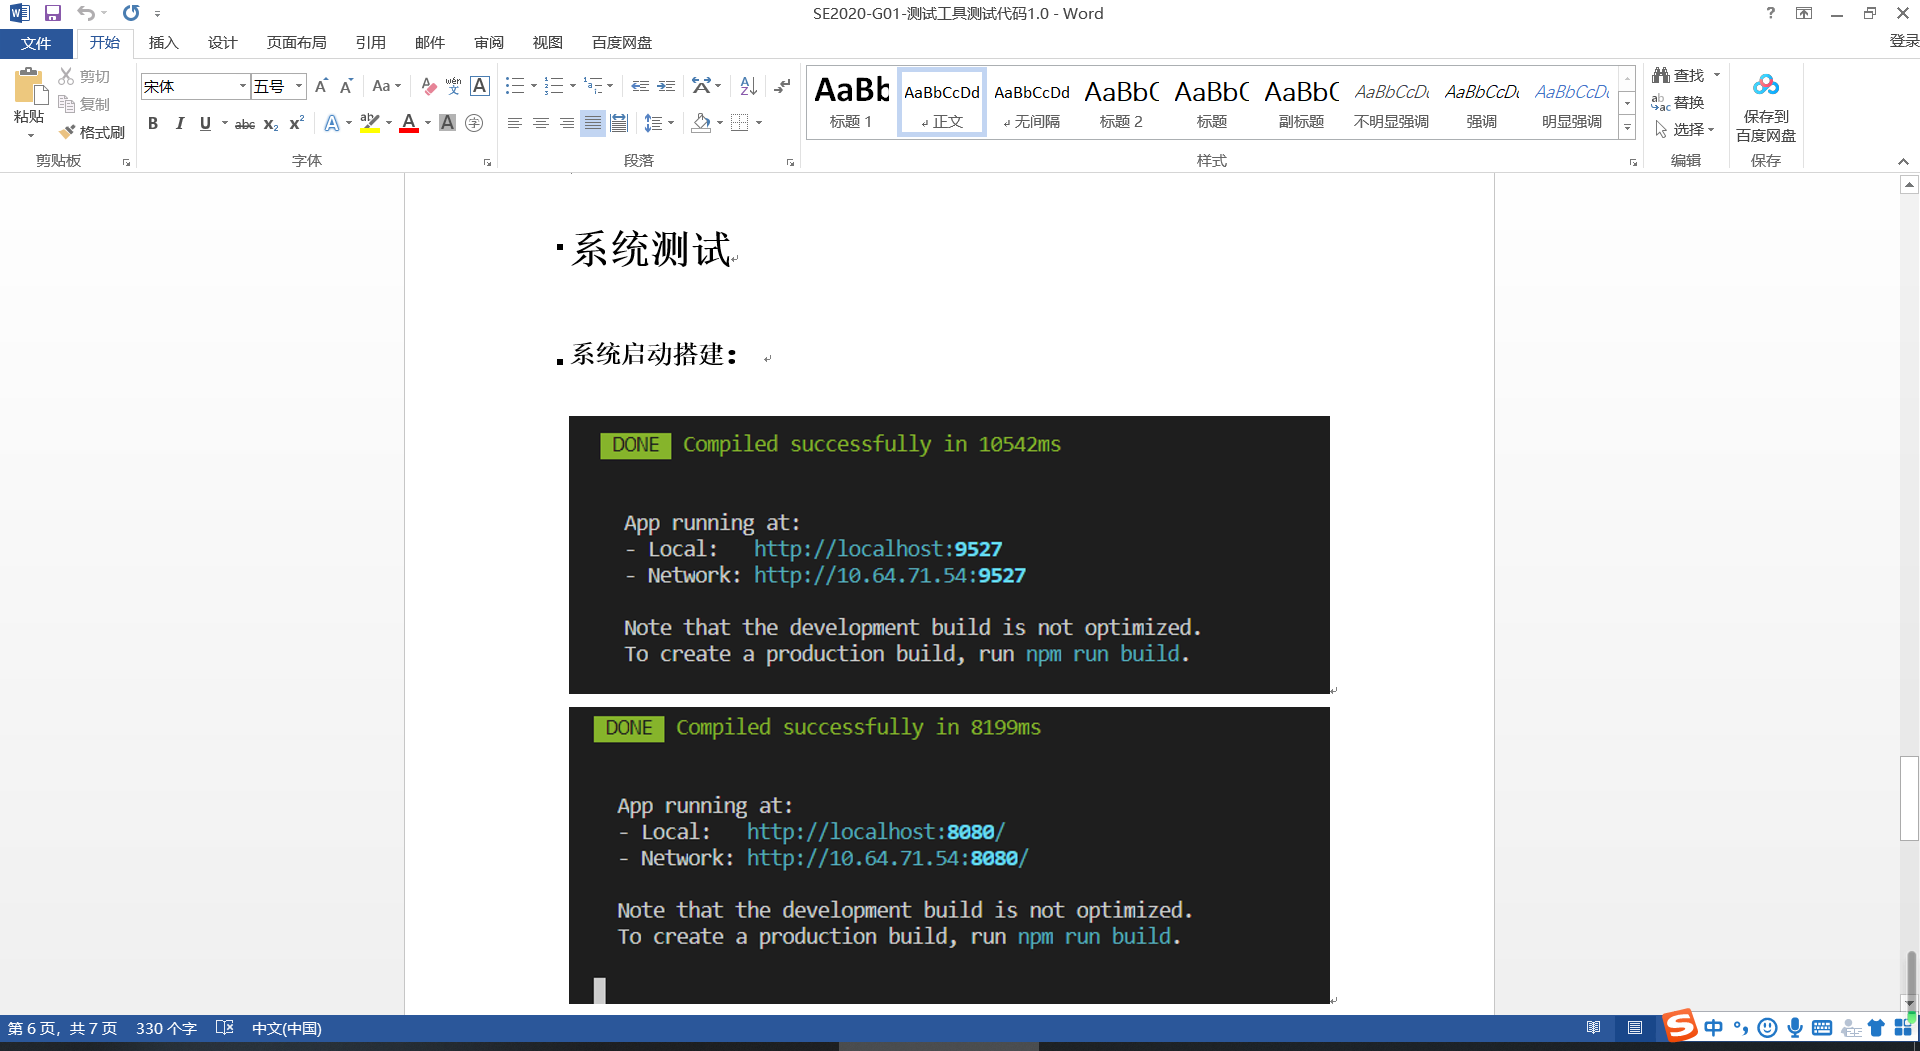 SE2020-G01-测试工具测试代码1.0 - Word
登录
文件 开始 插入 设计 页面布局 引用 邮件 审阅 视图 百度网盘
粘贴 剪切 复制 格式刷
剪贴板
宋体 五号
字体
段落
AaBb AaBbCcDd AaBbCcDd AaBbC AaBbC AaBbC AaBbCcDd AaBbCcDd AaBbCcDd
标题 1 正文 无间隔 标题 2 标题 副标题 不明显强调 强调 明显强调
样式
查找
替换
选择
编辑
保存到
百度网盘
保存
系统测试
系统启动搭建：
DONE Compiled successfully in 10542ms
App running at:
- Local: http://localhost:9527
- Network: http://10.64.71.54:9527
Note that the development build is not optimized.
To create a production build, run npm run build.
DONE Compiled successfully in 8199ms
App running at:
- Local: http://localhost:8080/
- Network: http://10.64.71.54:8080/
Note that the development build is not optimized.
To create a production build, run npm run build.
第 6 页，共 7 页 330 个字 中文(中国)
中